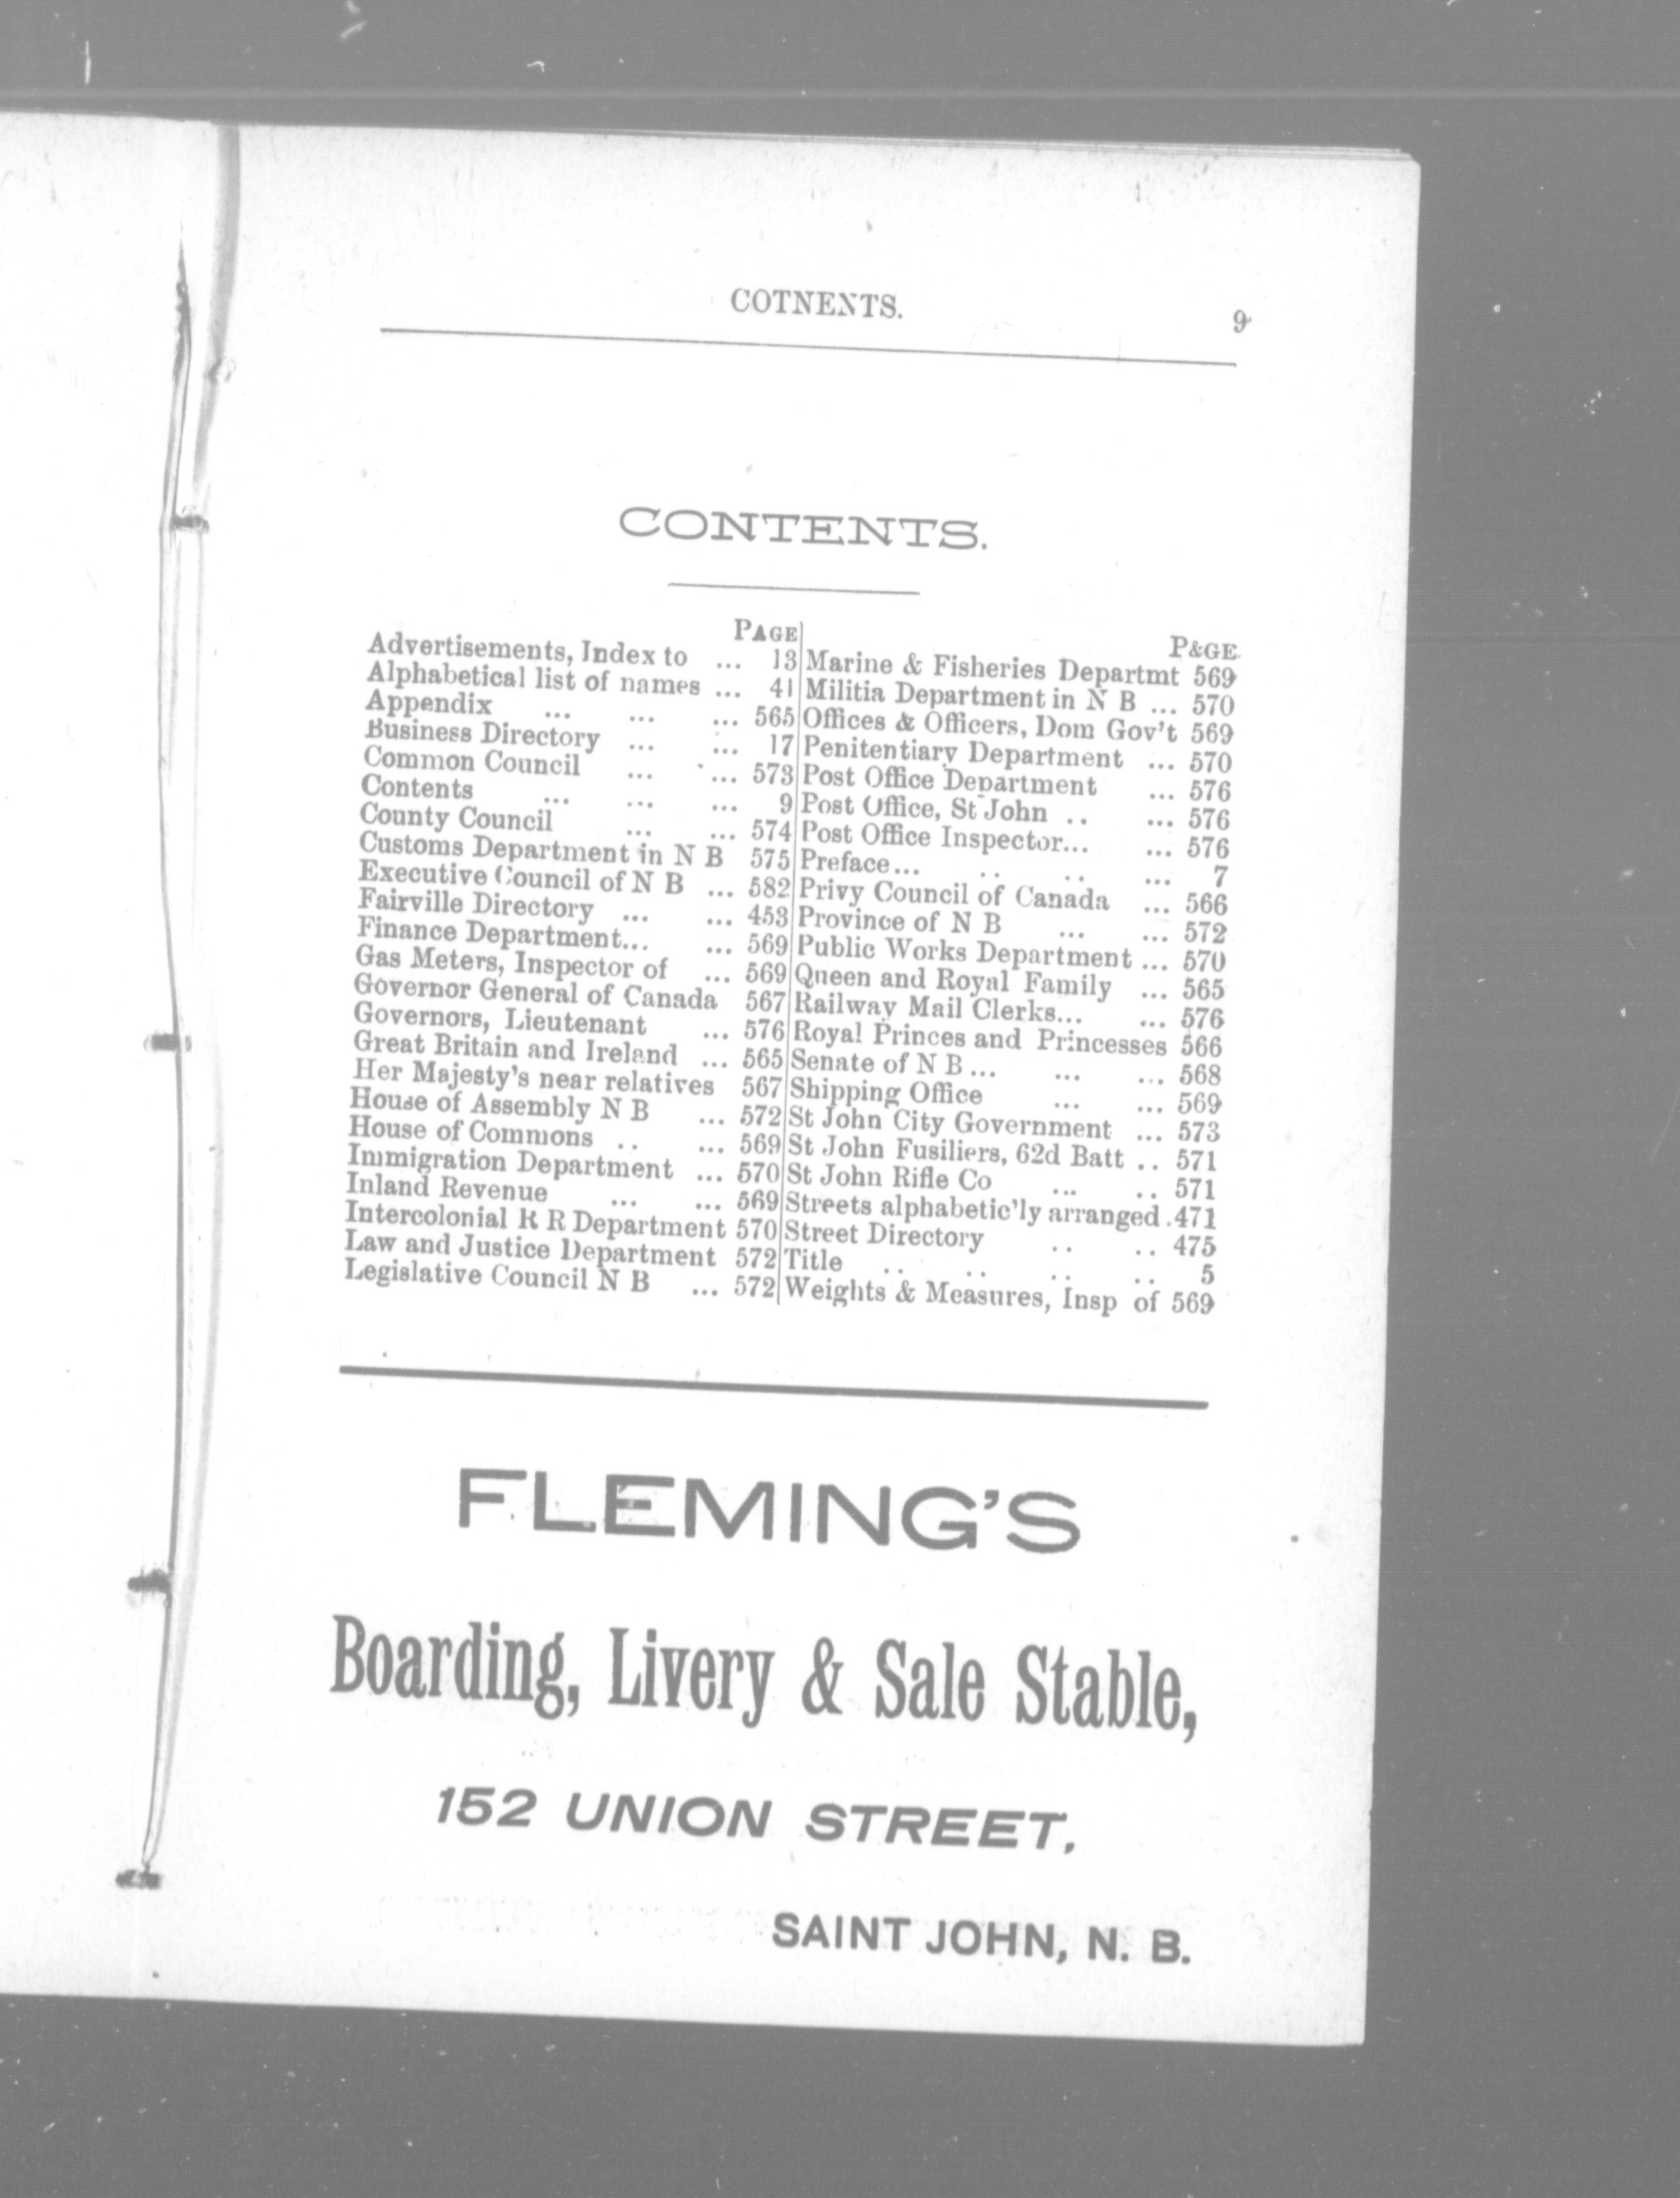 COTNENTS. 9
CONTENTS.
PAGE
Advertisements, Index to ... 13
Alphabetical list of names ... 41
Appendix ... ... ... 565
Business Directory ... ... 17
Common Council ... ... 573
Contents ... ... ... 9
County Council ... ... 574
Customs Department in N B 575
Executive Council of N B ... 582
Fairville Directory ... ... 453
Finance Department... ... 569
Gas Meters, Inspector of ... 569
Governor General of Canada 567
Governors, Lieutenant ... 576
Great Britain and Ireland ... 565
Her Majesty's near relatives 567
House of Assembly N B ... 572
House of Commons .. ... 569
Immigration Department ... 570
Inland Revenue ... ... 569
Intercolonial R R Department 570
Law and Justice Department 572
Legislative Council N B ... 572
P&GE
Marine & Fisheries Departmt 569
Militia Department in N B ... 570
Offices & Officers, Dom Gov't 569
Penitentiary Department ... 570
Post Office Department ... 576
Post Office, St John .. ... 576
Post Office Inspector... ... 576
Preface... .. .. ... 7
Privy Council of Canada ... 566
Province of N B ... ... 572
Public Works Department ... 570
Queen and Royal Family ... 565
Railway Mail Clerks... ... 576
Royal Princes and Princesses 566
Senate of N B... ... ... 568
Shipping Office ... ... 569
St John City Government ... 573
St John Fusiliers, 62d Batt .. 571
St John Rifle Co ... .. 571
Streets alphabetic'ly arranged .471
Street Directory .. .. 475
Title .. .. .. .. 5
Weights & Measures, Insp of 569
FLEMING'S
Boarding, Livery & Sale Stable,
152 UNION STREET,
SAINT JOHN, N. B.